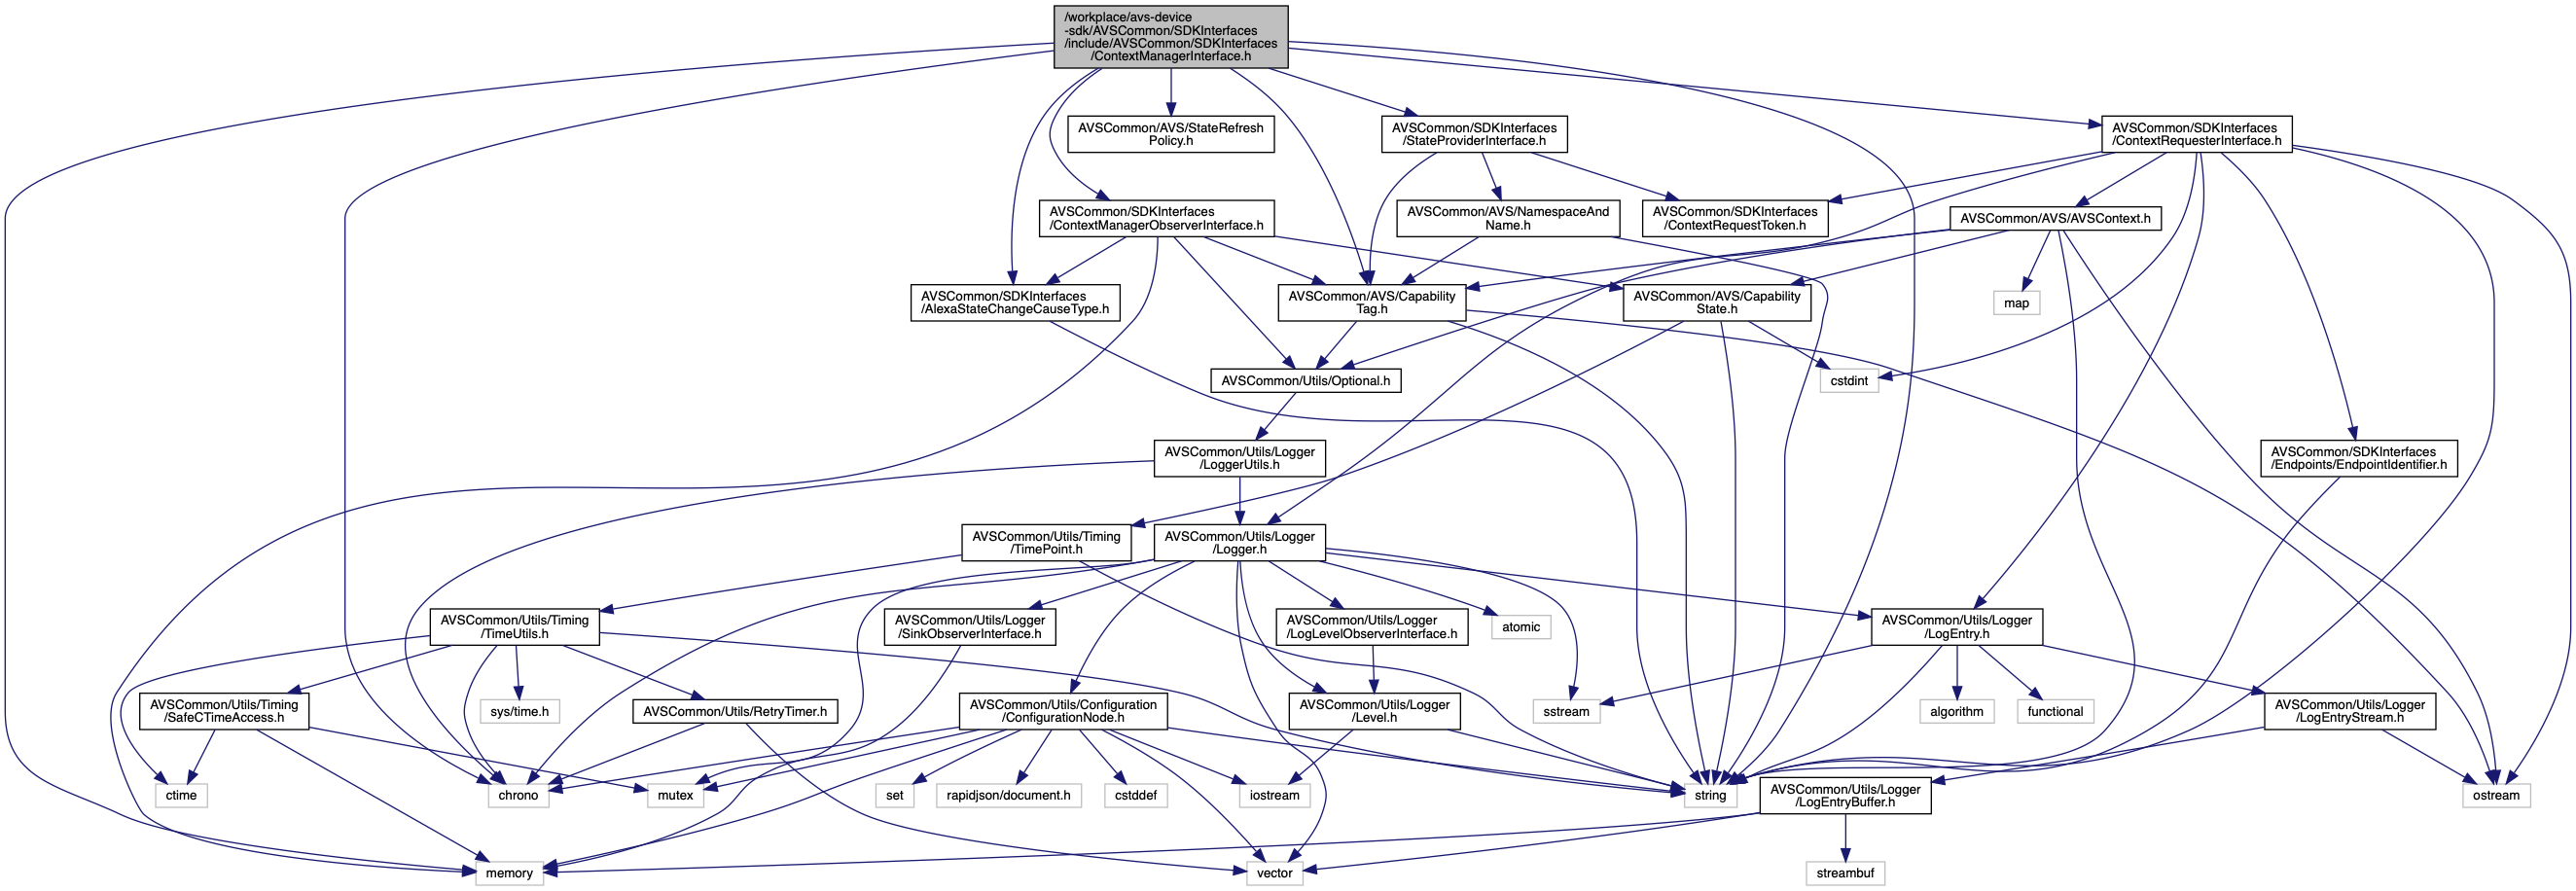 /workplace/avs-device
-sdk/AVSCommon/SDKInterfaces
/include/AVSCommon/SDKInterfaces
/ContextManagerInterface.h
AVSCommon/AVS/StateRefresh
Policy.h
AVSCommon/SDKInterfaces
/StateProviderInterface.h
AVSCommon/SDKInterfaces
/ContextRequesterInterface.h
AVSCommon/SDKInterfaces
/ContextManagerObserverInterface.h
AVSCommon/AVS/NamespaceAnd
Name.h
AVSCommon/SDKInterfaces
/ContextRequestToken.h
AVSCommon/AVS/AVSContext.h
AVSCommon/SDKInterfaces
/AlexaStateChangeCauseType.h
AVSCommon/AVS/Capability
Tag.h
AVSCommon/AVS/Capability
State.h
map
AVSCommon/Utils/Optional.h
cstdint
AVSCommon/Utils/Logger
/LoggerUtils.h
AVSCommon/SDKInterfaces
/Endpoints/EndpointIdentifier.h
AVSCommon/Utils/Timing
/TimePoint.h
AVSCommon/Utils/Logger
/Logger.h
AVSCommon/Utils/Timing
/TimeUtils.h
AVSCommon/Utils/Logger
/SinkObserverInterface.h
AVSCommon/Utils/Logger
/LogLevelObserverInterface.h
atomic
AVSCommon/Utils/Logger
/LogEntry.h
AVSCommon/Utils/Timing
/SafeCTimeAccess.h
sys/time.h
AVSCommon/Utils/RetryTimer.h
AVSCommon/Utils/Configuration
/ConfigurationNode.h
AVSCommon/Utils/Logger
/Level.h
sstream
algorithm
functional
AVSCommon/Utils/Logger
/LogEntryStream.h
ctime
chrono
mutex
set
rapidjson/document.h
cstddef
iostream
string
AVSCommon/Utils/Logger
/LogEntryBuffer.h
ostream
memory
vector
streambuf